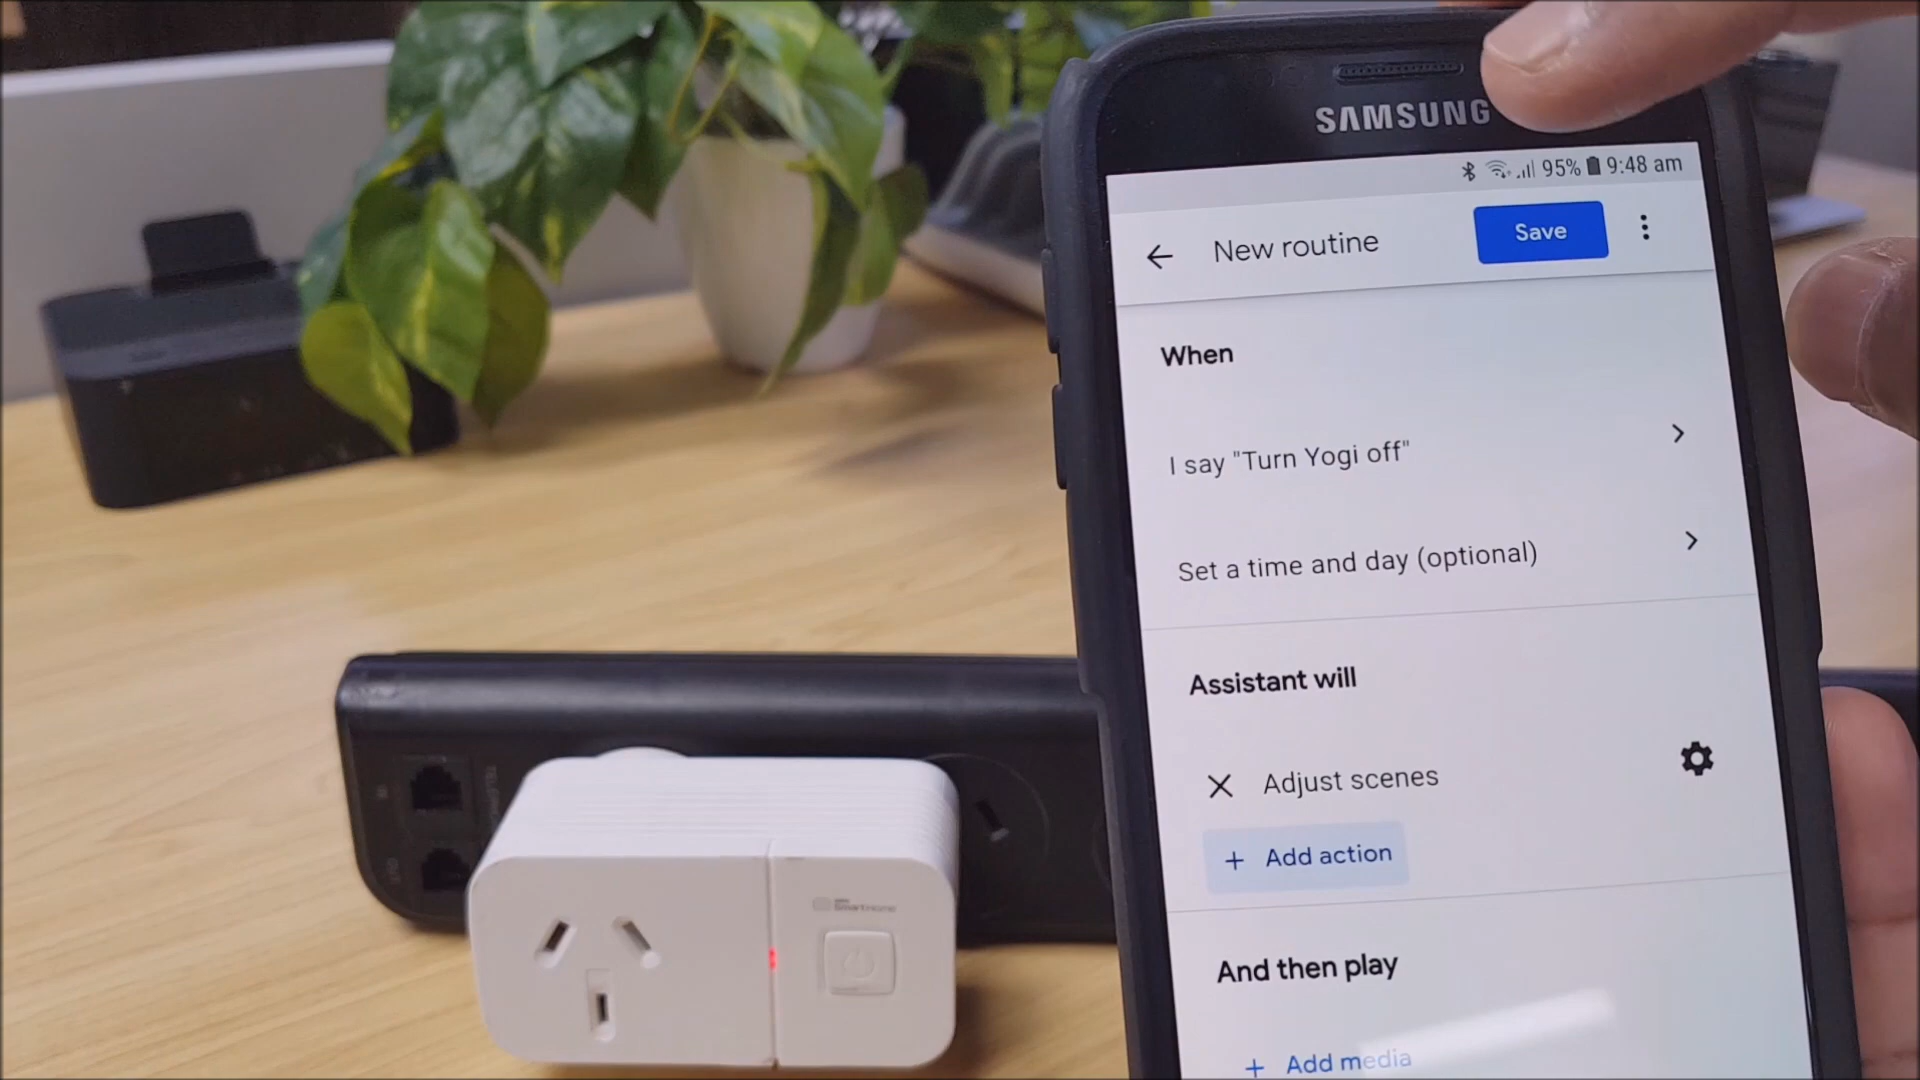 SAMSUNG
95% 9:48 am
New routine
Save
When
I say "Turn Yogi off"
Set a time and day (optional)
Assistant will
Adjust scenes
+ Add action
And then play
+ Add media
SmartHome